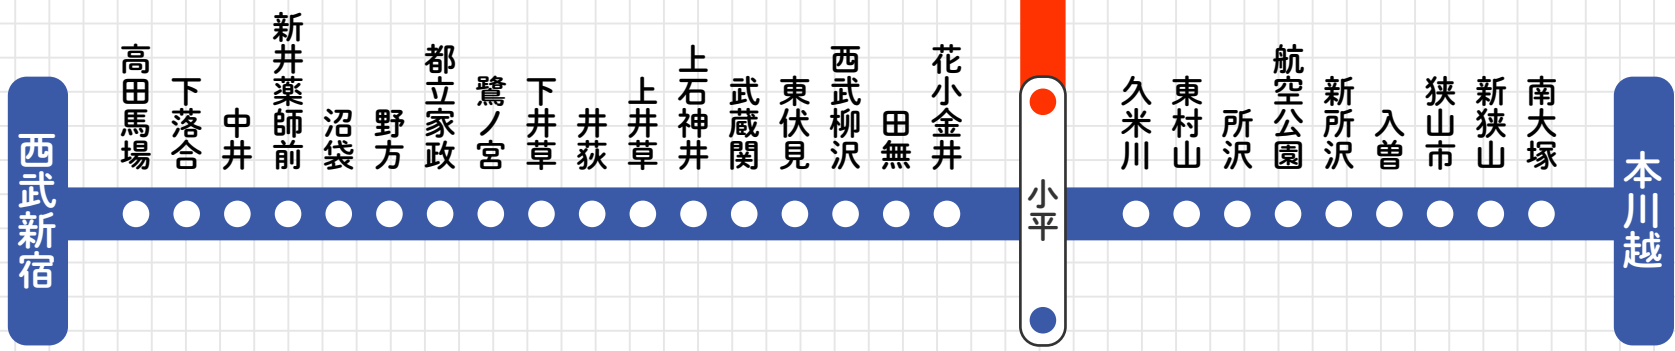 西武新宿
高田馬場
下落合
中井
新井薬師前
沼袋
野方
都立家政
鷺ノ宮
下井草
井荻
上井草
上石神井
武蔵関
東伏見
西武柳沢
田無
花小金井
小平
久米川
東村山
所沢
航空公園
新所沢
入曽
狭山市
新狭山
南大塚
本川越